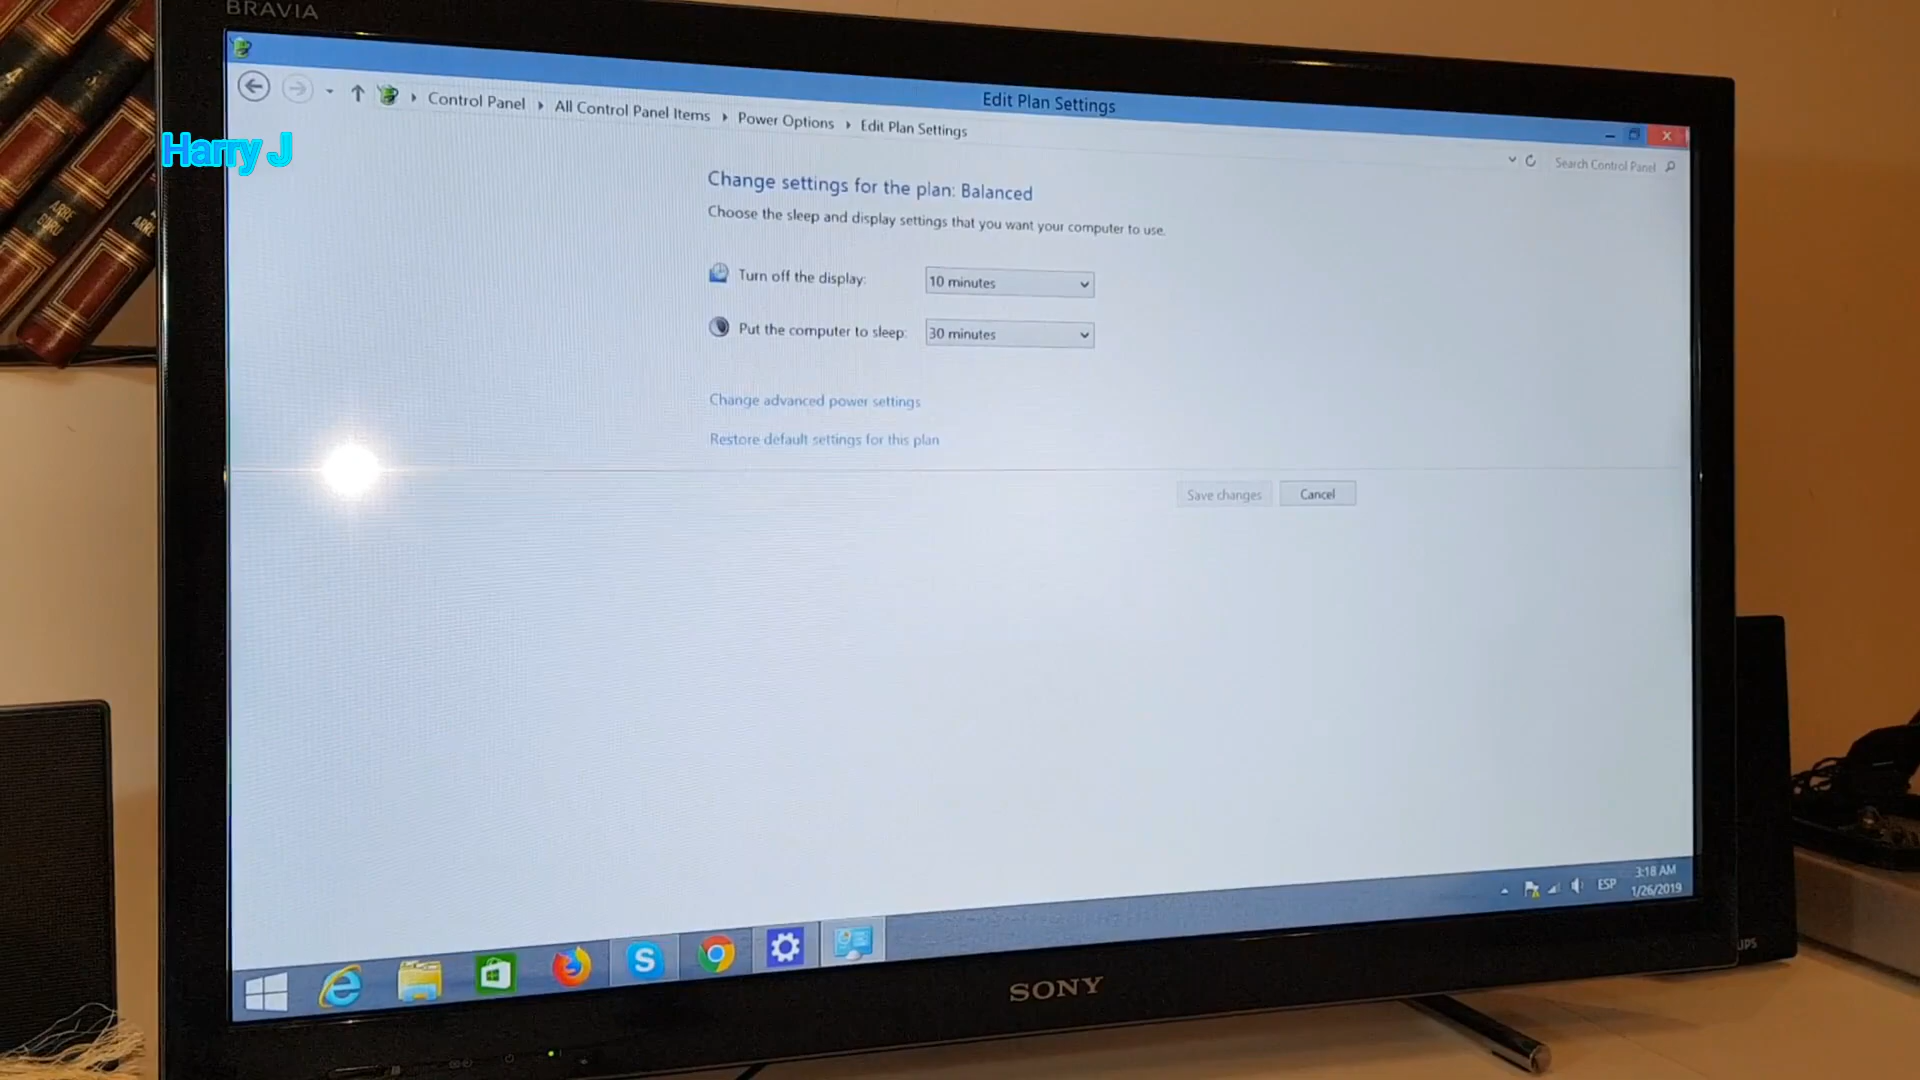 BRAVIA
Edit Plan Settings
Control Panel
All Control Panel Items
Power Options
Edit Plan Settings
Search Control Panel
Harry J
Change settings for the plan: Balanced
Choose the sleep and display settings that you want your computer to use.
Turn off the display:
10 minutes
Put the computer to sleep:
30 minutes
Change advanced power settings
Restore default settings for this plan
Save changes
Cancel
ESP
3:18 AM
1/26/2019
SONY
4
5
ARRE